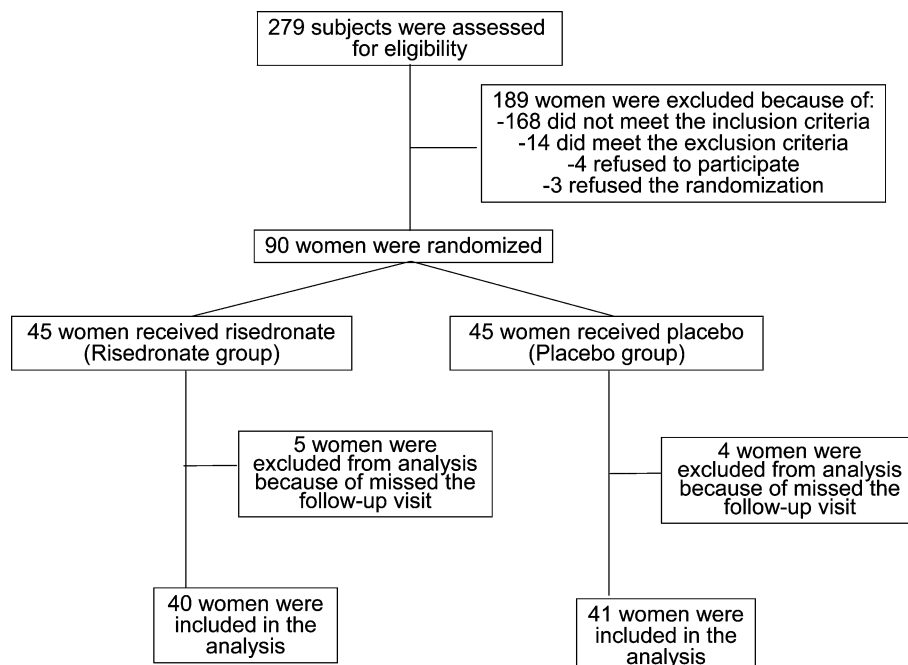 279 subjects were assessed
for eligibility
189 women were excluded because of:
-168 did not meet the inclusion criteria
-14 did meet the exclusion criteria
-4 refused to participate
-3 refused the randomization
90 women were randomized
45 women received risedronate
(Risedronate group)
45 women received placebo
(Placebo group)
5 women were
excluded from analysis
because of missed the
follow-up visit
4 women were
excluded from analysis
because of missed the
follow-up visit
40 women were
included in the
analysis
41 women were
included in the
analysis